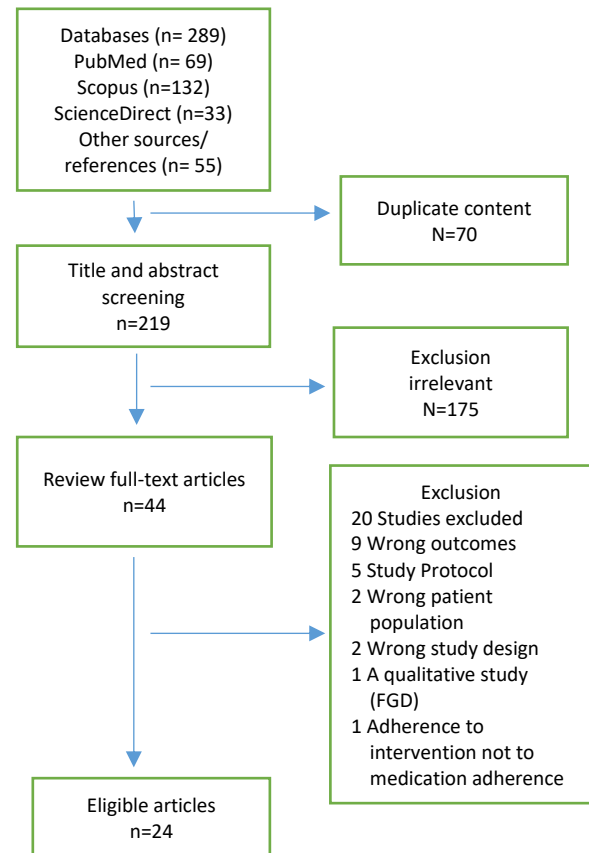 Databases (n= 289)
PubMed (n= 69)
Scopus (n=132)
ScienceDirect (n=33)
Other sources/
references (n= 55)
Duplicate content
N=70
Title and abstract
screening
n=219
Exclusion
irrelevant
N=175
Review full-text articles
n=44
Exclusion
20 Studies excluded
9 Wrong outcomes
5 Study Protocol
2 Wrong patient
population
2 Wrong study design
1 A qualitative study
(FGD)
1 Adherence to
intervention not to
medication adherence
Eligible articles
n=24